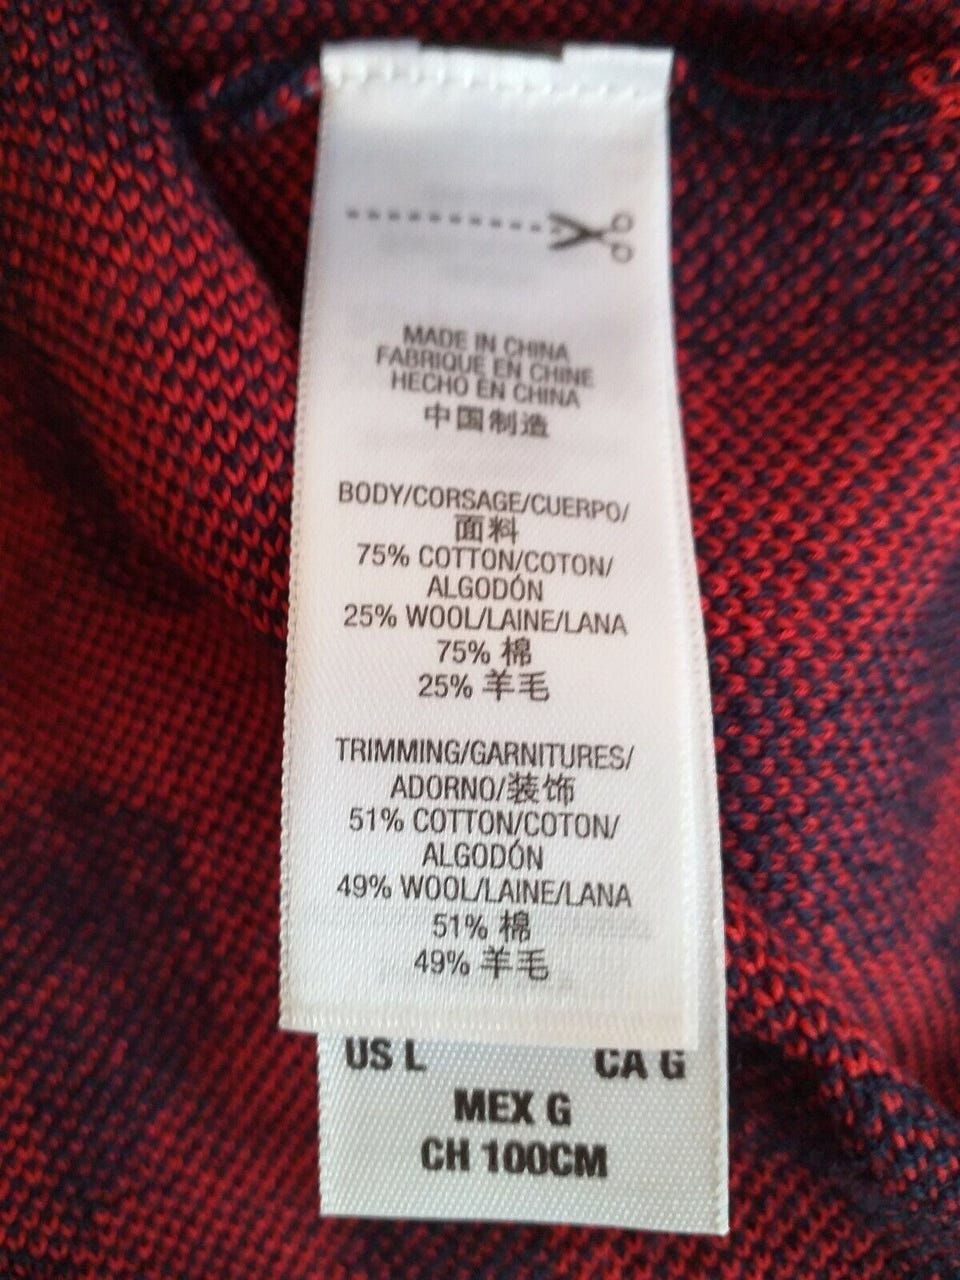 MADE IN CHINA
FABRIQUE EN CHINE
HECHO EN CHINA
中国制造
BODY/CORSAGE/CUERPO/
面料
75% COTTON/COTON/
ALGODÓN
25% WOOL/LAINE/LANA
75% 棉
25% 羊毛
TRIMMING/GARNITURES/
ADORNO/装饰
51% COTTON/COTON/
ALGODÓN
49% WOOL/LAINE/LANA
51% 棉
49% 羊毛
US L CA G
MEX G
CH 100CM